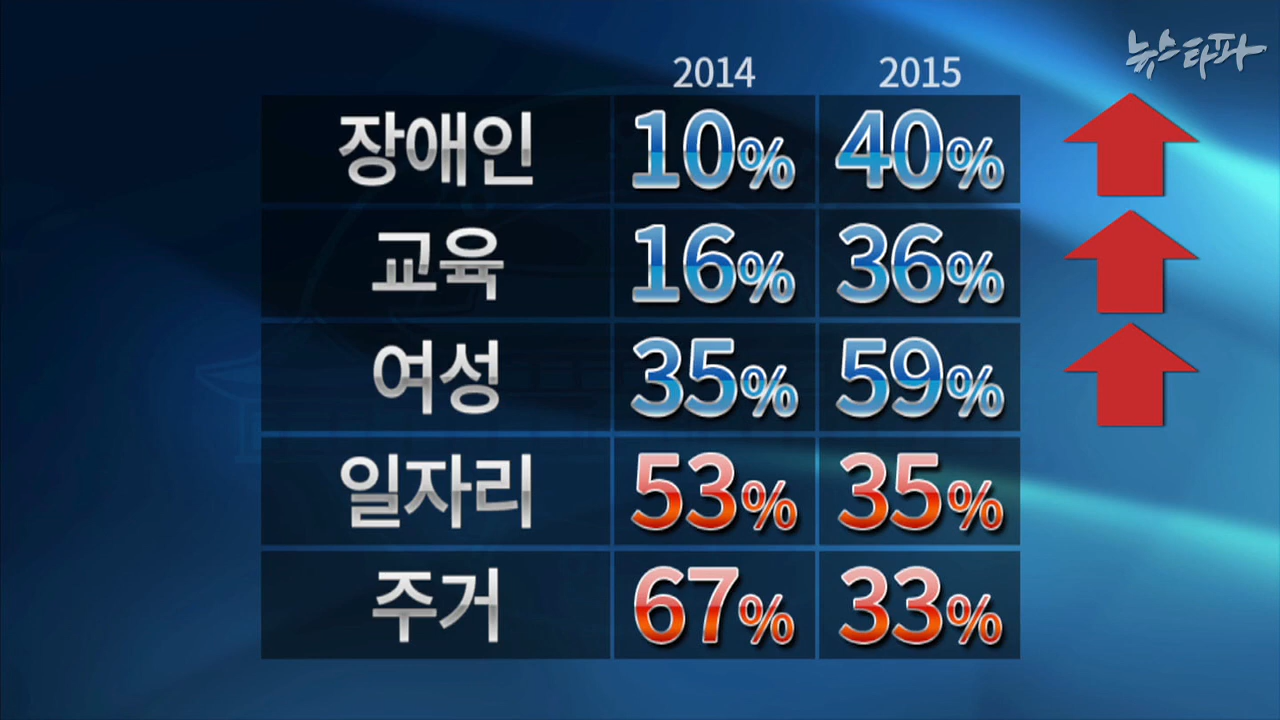 뉴스타파
2014 2015
장애인 10% 40%
교육 16% 36%
여성 35% 59%
일자리 53% 35%
주거 67% 33%